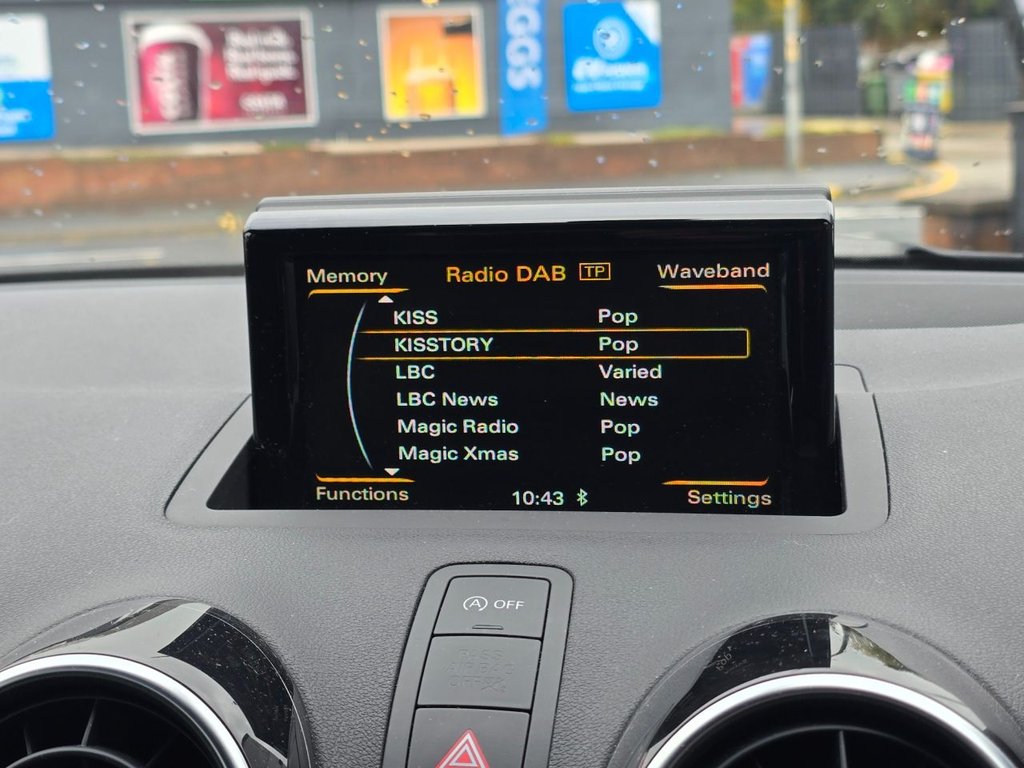 GGS
COSTA
Memory
Radio DAB TP
Waveband
KISS Pop
KISSTORY Pop
LBC Varied
LBC News News
Magic Radio Pop
Magic Xmas Pop
Functions
10:43
Settings
A OFF